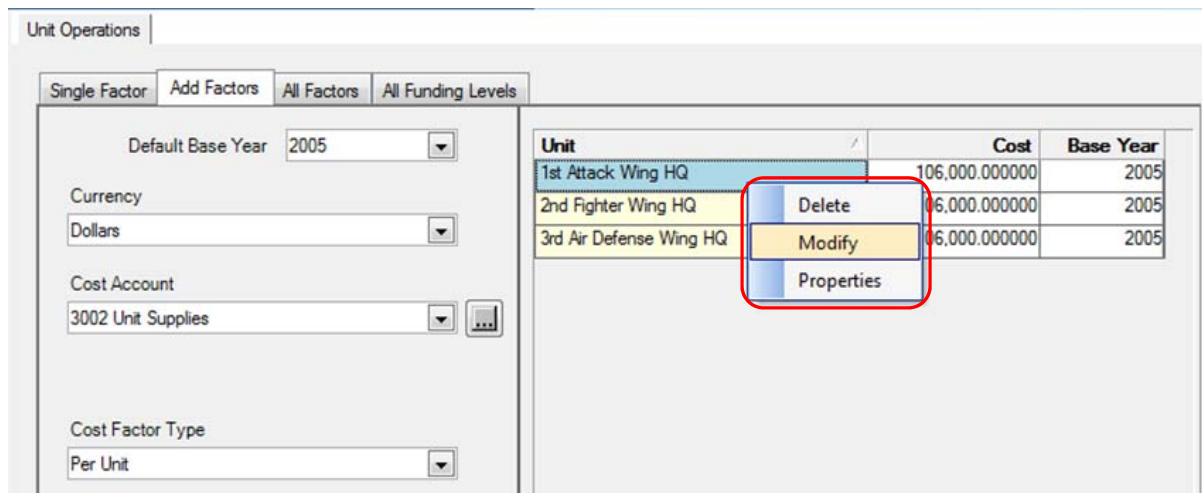 Unit Operations
Single Factor Add Factors All Factors All Funding Levels
Default Base Year 2005
Currency
Dollars
Cost Account
3002 Unit Supplies ...
Cost Factor Type
Per Unit
Unit Cost Base Year
1st Attack Wing HQ 106,000.000000 2005
2nd Fighter Wing HQ 06,000.000000 2005
3rd Air Defense Wing HQ 06,000.000000 2005
Delete
Modify
Properties